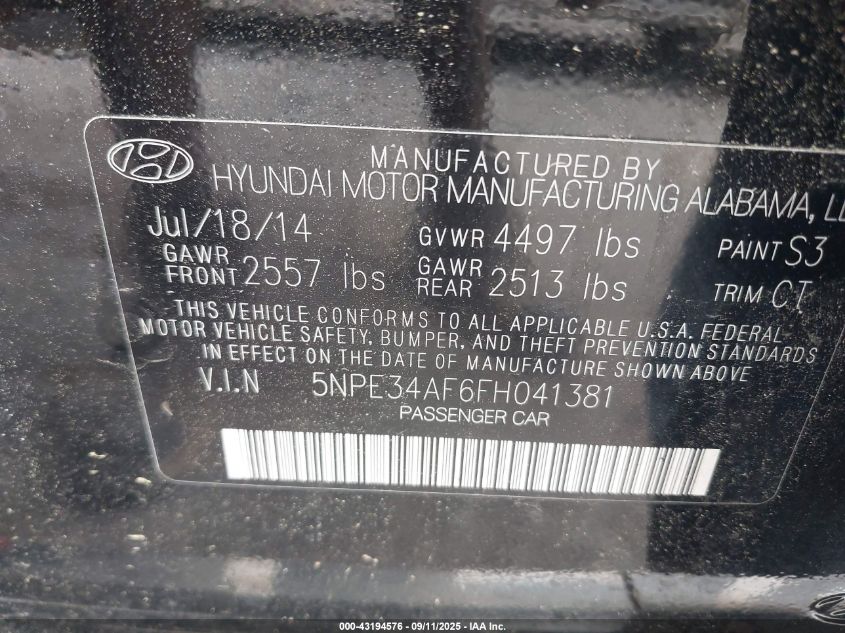 MANUFACTURED BY
HYUNDAI MOTOR MANUFACTURING ALABAMA,
Jul/18/14 GVWR 4497 lbs PAINT S3
GAWR FRONT 2557 lbs GAWR REAR 2513 lbs TRIM CT
THIS VEHICLE CONFORMS TO ALL APPLICABLE U.S.A. FEDERAL
MOTOR VEHICLE SAFETY, BUMPER, AND THEFT PREVENTION STANDARDS
IN EFFECT ON THE DATE OF MANUFACTURE SHOWN ABOVE
V.I.N 5NPE34AF6FH041381
PASSENGER CAR
000-43194576 - 09/11/2025 - IAA Inc.